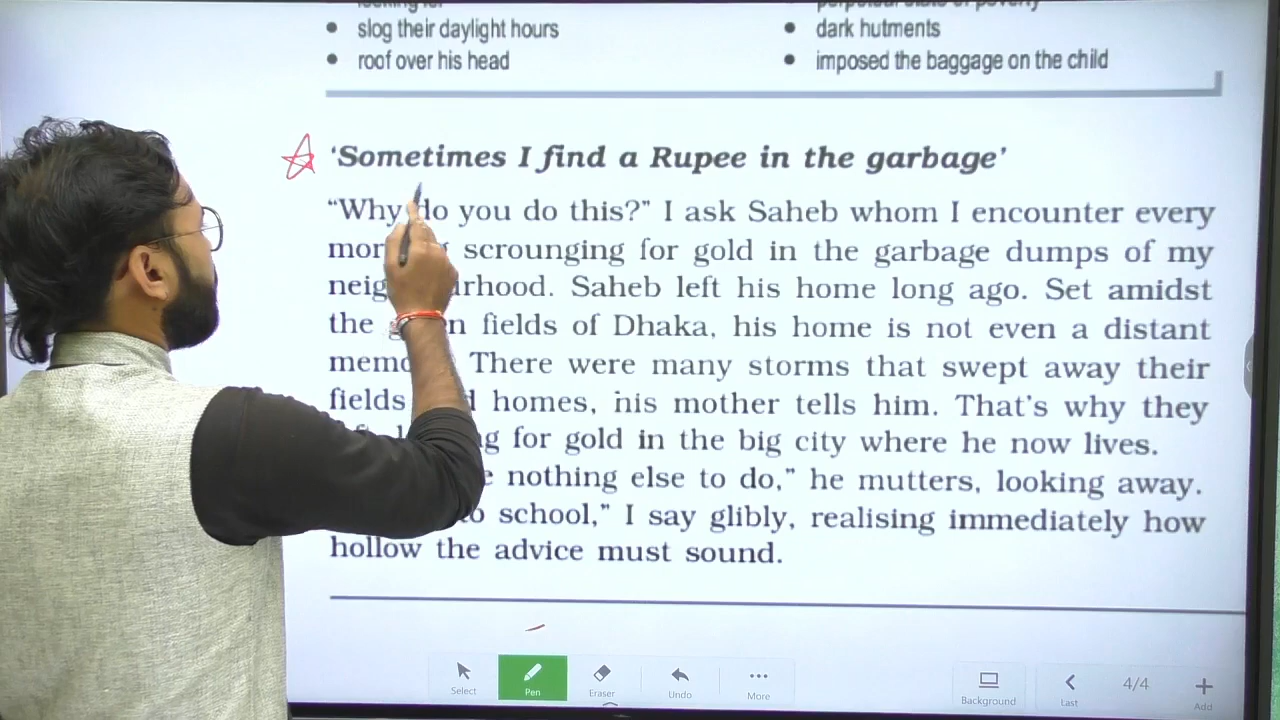 slog their daylight hours
dark hutments
roof over his head
imposed the baggage on the child
‘Sometimes I find a Rupee in the garbage’
“Why do you do this?” I ask Saheb whom I encounter every
scrounging for gold in the garbage dumps of my
Saheb left his home long ago. Set amidst
the fields of Dhaka, his home is not even a distant
There were many storms that swept away their
fields homes, his mother tells him. That’s why they
for gold in the big city where he now lives.
nothing else to do,” he mutters, looking away.
school,” I say glibly, realising immediately how
hollow the advice must sound.
Select
Pen
Eraser
Undo
More
Background
Last
4/4
Add